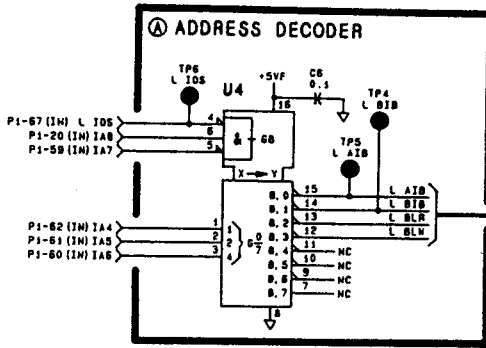 Ⓐ ADDRESS DECODER
TP6
L IOS
U4
+5VF
C6
0.1
TP4
L BIB
16
TP5
L AIB
P1-67(IN) L IOS
4
P1-20(IN) IA8
6
&
G8
P1-59(IN) IA7
5
X → Y
8,0 15 L AIB
8,1 14 L BIB
P1-62(IN) IA4 1 1
8,2 13 L BLR
P1-61(IN) IA5 2 2
G 0/7
8,3 12 L BLW
P1-60(IN) IA6 3 4
8,4 11 NC
8,5 10 NC
8,6 9 NC
8,7 7 NC
8